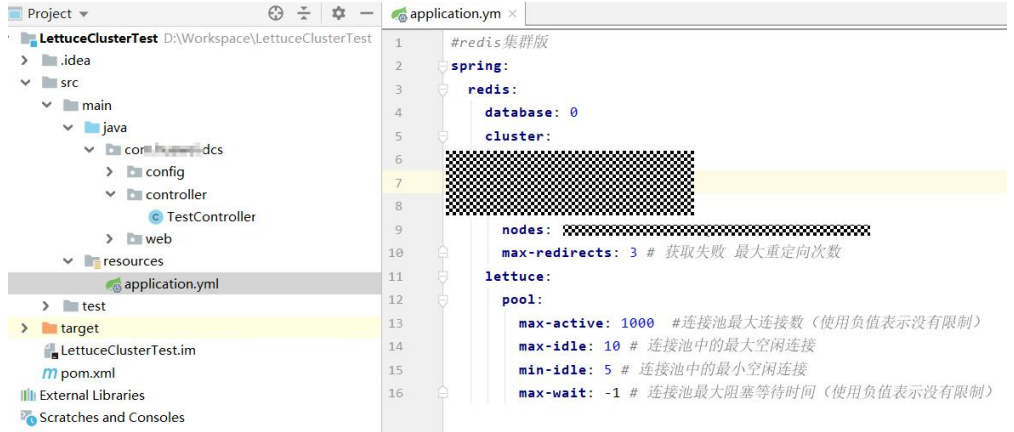 Project
LettuceClusterTest D:\Workspace\LettuceClusterTest
.idea
src
main
java
dcs
config
controller
TestController
web
resources
application.yml
test
target
LettuceClusterTest.im
pom.xml
External Libraries
Scratches and Consoles
application.ym
1 #redis集群版
2 spring:
3 redis:
4 database: 0
5 cluster:
6
7
8
9 nodes:
10 max-redirects: 3 # 获取失败 最大重定向次数
11 lettuce:
12 pool:
13 max-active: 1000 #连接池最大连接数（使用负值表示没有限制）
14 max-idle: 10 # 连接池中的最大空闲连接
15 min-idle: 5 # 连接池中的最小空闲连接
16 max-wait: -1 # 连接池最大阻塞等待时间（使用负值表示没有限制）